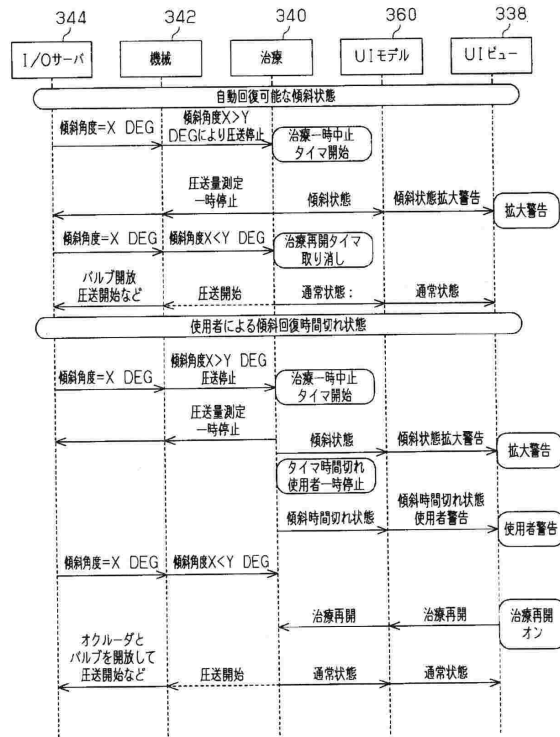 344 342 340 360 338
I/Oサーバ 機械 治療 UIモデル UIビュー
自動回復可能な傾斜状態
傾斜角度=X DEG
傾斜角度X>Y
DEGにより圧送停止
治療一時中止
タイマ開始
圧送量測定
一時停止
傾斜状態
傾斜状態拡大警告
拡大警告
傾斜角度=X DEG
傾斜角度X<Y DEG
治療再開タイマ
取り消し
バルブ開放
圧送開始など
圧送開始
通常状態:
通常状態
使用者による傾斜回復時間切れ状態
傾斜角度=X DEG
傾斜角度X>Y DEG
圧送停止
治療一時中止
タイマ開始
圧送量測定
一時停止
傾斜状態
傾斜状態拡大警告
拡大警告
タイマ時間切れ
使用者一時停止
傾斜時間切れ状態
傾斜時間切れ状態
使用者警告
使用者警告
傾斜角度=X DEG
傾斜角度X<Y DEG
治療再開
治療再開
治療再開
オン
オクルーダと
バルブを開放して
圧送開始など
圧送開始
通常状態
通常状態